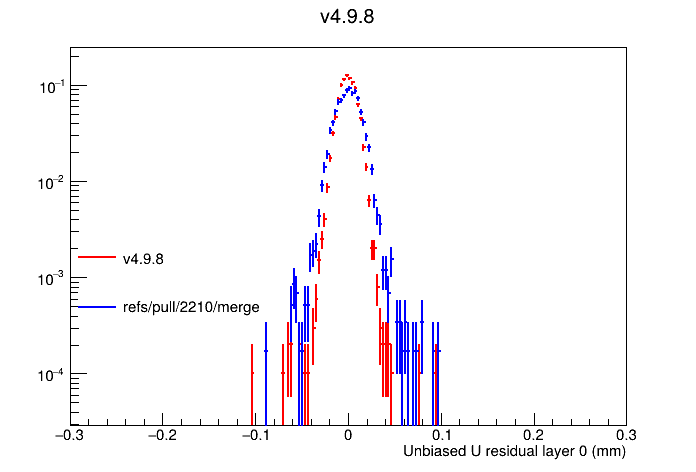 v4.9.8
10⁻¹
10⁻²
10⁻³
10⁻⁴
v4.9.8
refs/pull/2210/merge
−0.3 −0.2 −0.1 0 0.1 0.2 0.3
Unbiased U residual layer 0 (mm)